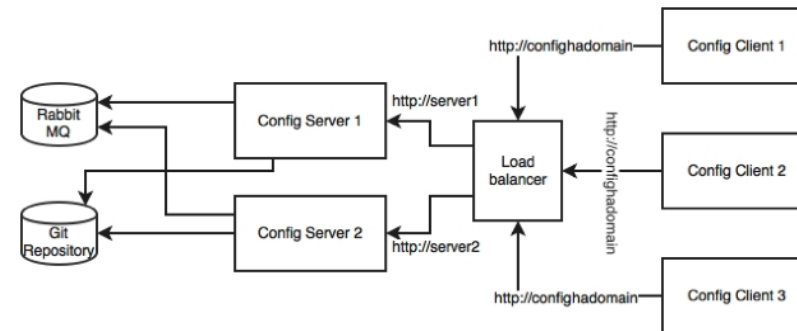 http://confighadomain
Config Client 1
Rabbit
MQ
Config Server 1
http://server1
Load
balancer
http://confighadomain
Config Client 2
Git
Repository
Config Server 2
http://server2
http://confighadomain
Config Client 3